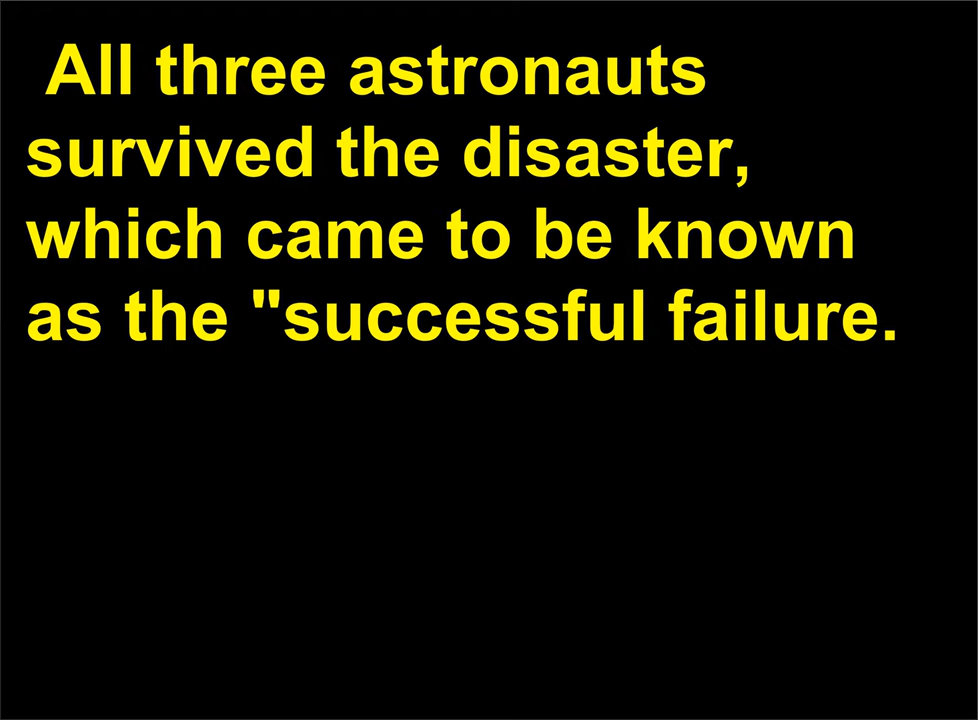 All three astronauts
survived the disaster,
which came to be known
as the "successful failure.